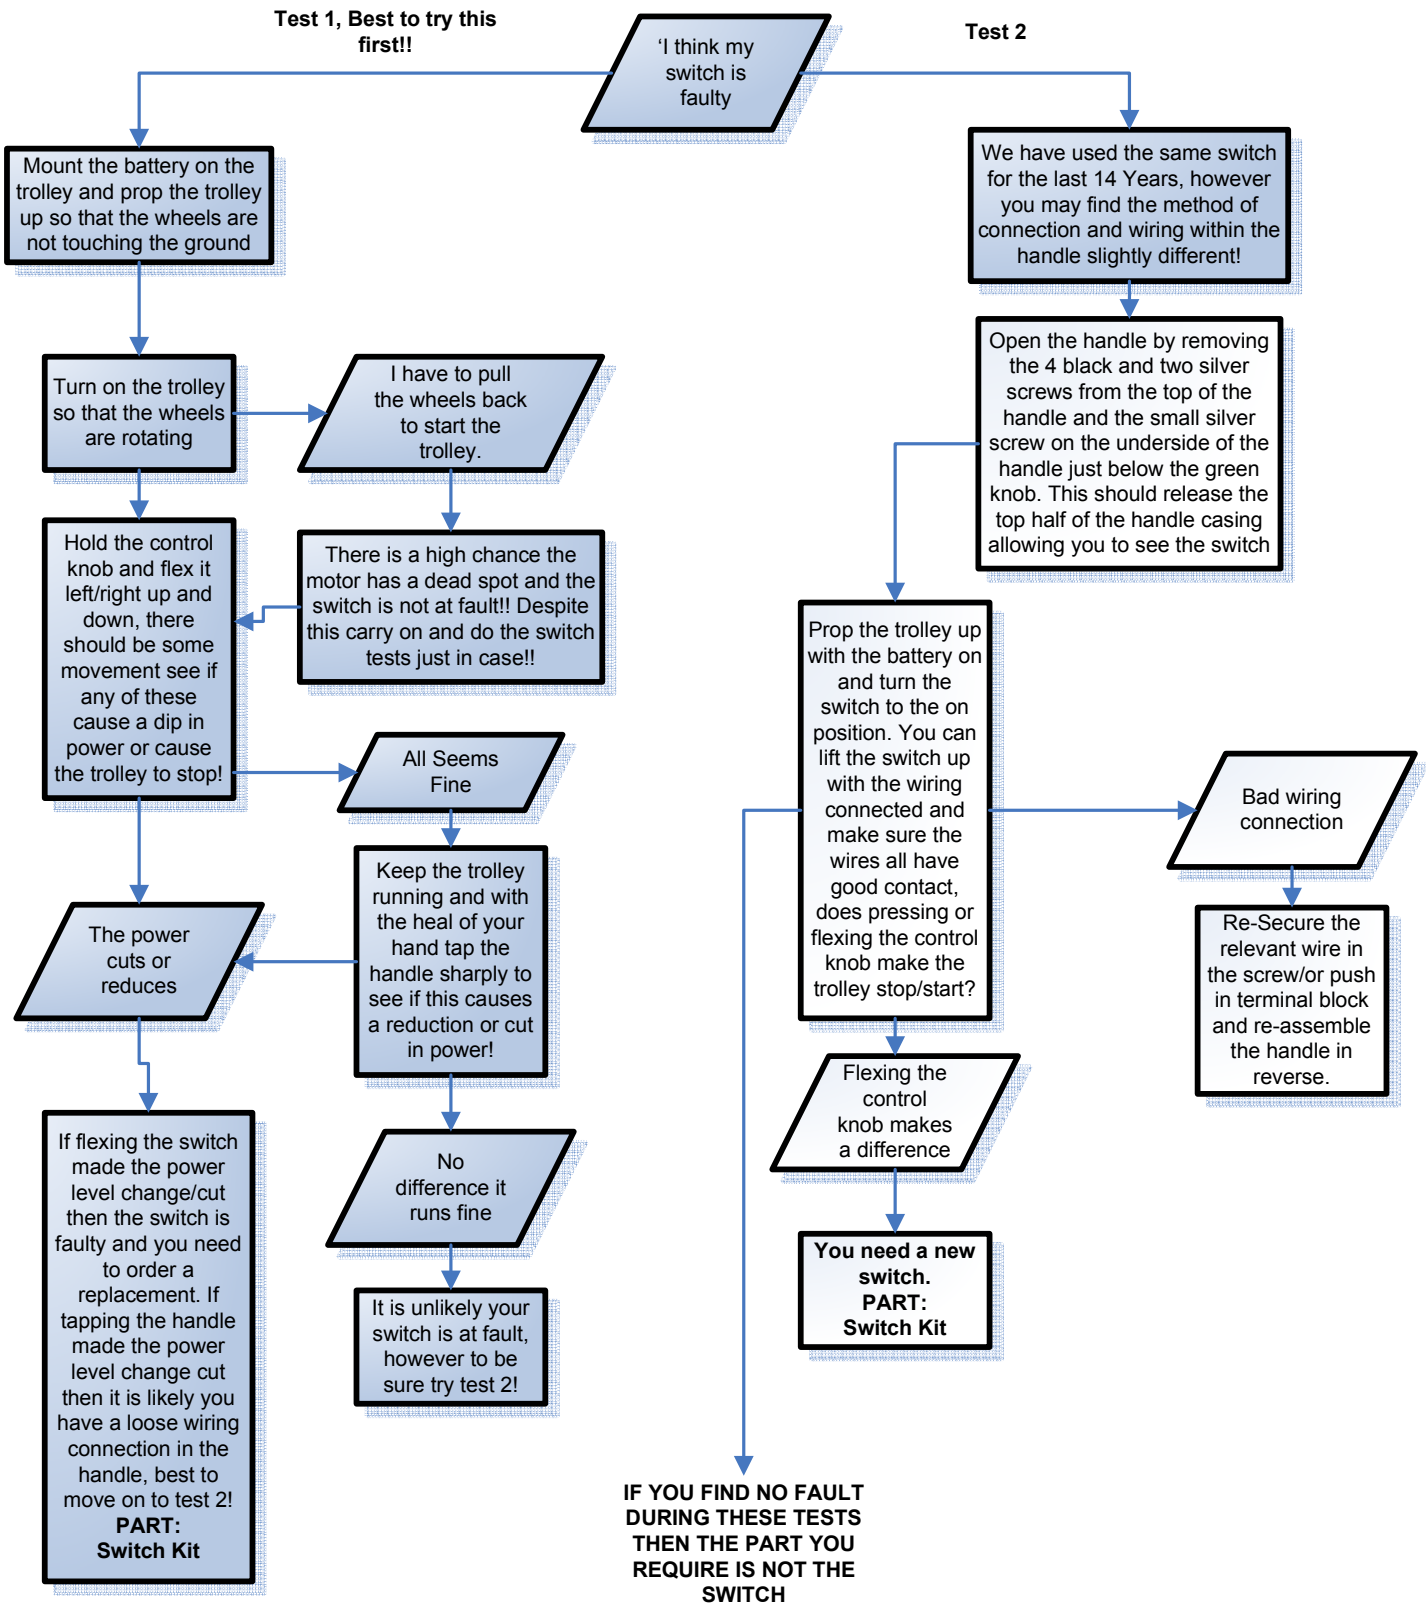 Test 1, Best to try this
first!!
Test 2
‘I think my
switch is
faulty
Mount the battery on the
trolley and prop the trolley
up so that the wheels are
not touching the ground
Turn on the trolley
so that the wheels
are rotating
I have to pull
the wheels back
to start the
trolley.
There is a high chance the
motor has a dead spot and the
switch is not at fault!! Despite
this carry on and do the switch
tests just in case!!
Hold the control
knob and flex it
left/right up and
down, there
should be some
movement see if
any of these
cause a dip in
power or cause
the trolley to stop!
All Seems
Fine
Keep the trolley
running and with
the heal of your
hand tap the
handle sharply to
see if this causes
a reduction or cut
in power!
The power
cuts or
reduces
If flexing the switch
made the power
level change/cut
then the switch is
faulty and you need
to order a
replacement. If
tapping the handle
made the power
level change cut
then it is likely you
have a loose wiring
connection in the
handle, best to
move on to test 2!
PART:
Switch Kit
No
difference it
runs fine
It is unlikely your
switch is at fault,
however to be
sure try test 2!
We have used the same switch
for the last 14 Years, however
you may find the method of
connection and wiring within the
handle slightly different!
Open the handle by removing
the 4 black and two silver
screws from the top of the
handle and the small silver
screw on the underside of the
handle just below the green
knob. This should release the
top half of the handle casing
allowing you to see the switch
Prop the trolley up
with the battery on
and turn the
switch to the on
position. You can
lift the switch up
with the wiring
connected and
make sure the
wires all have
good contact,
does pressing or
flexing the control
knob make the
trolley stop/start?
Bad wiring
connection
Re-Secure the
relevant wire in
the screw/or push
in terminal block
and re-assemble
the handle in
reverse.
Flexing the
control
knob makes
a difference
You need a new
switch.
PART:
Switch Kit
IF YOU FIND NO FAULT
DURING THESE TESTS
THEN THE PART YOU
REQUIRE IS NOT THE
SWITCH